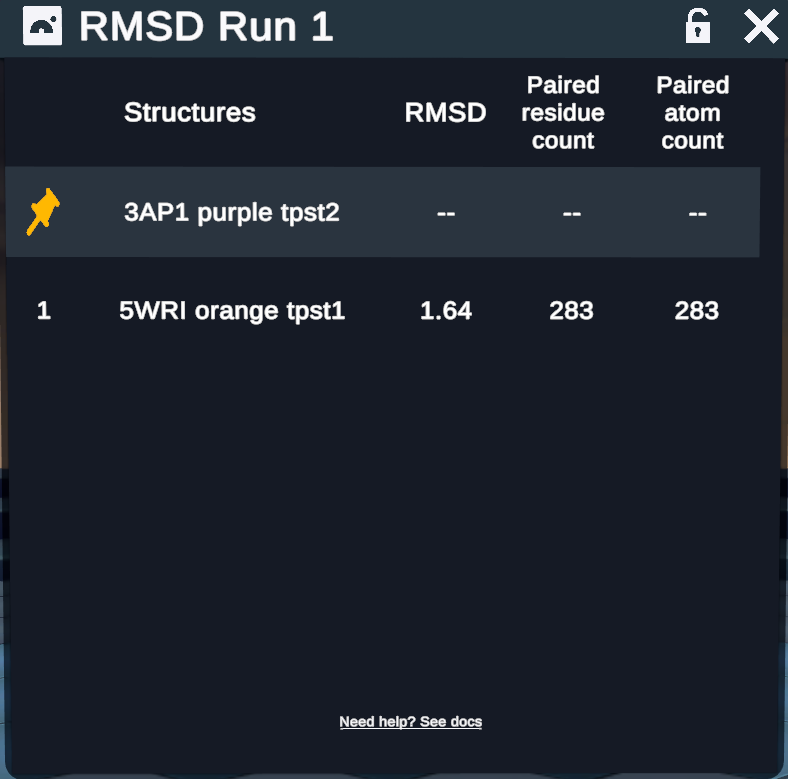 RMSD Run 1
Structures RMSD Paired residue count Paired atom count
3AP1 purple tpst2 -- -- --
1 5WRI orange tpst1 1.64 283 283
Need help? See docs